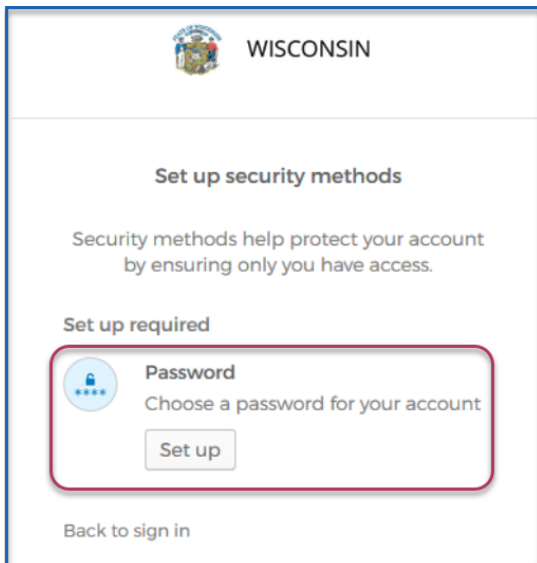 WISCONSIN
Set up security methods
Security methods help protect your account
by ensuring only you have access.
Set up required
Password
Choose a password for your account
Set up
Back to sign in